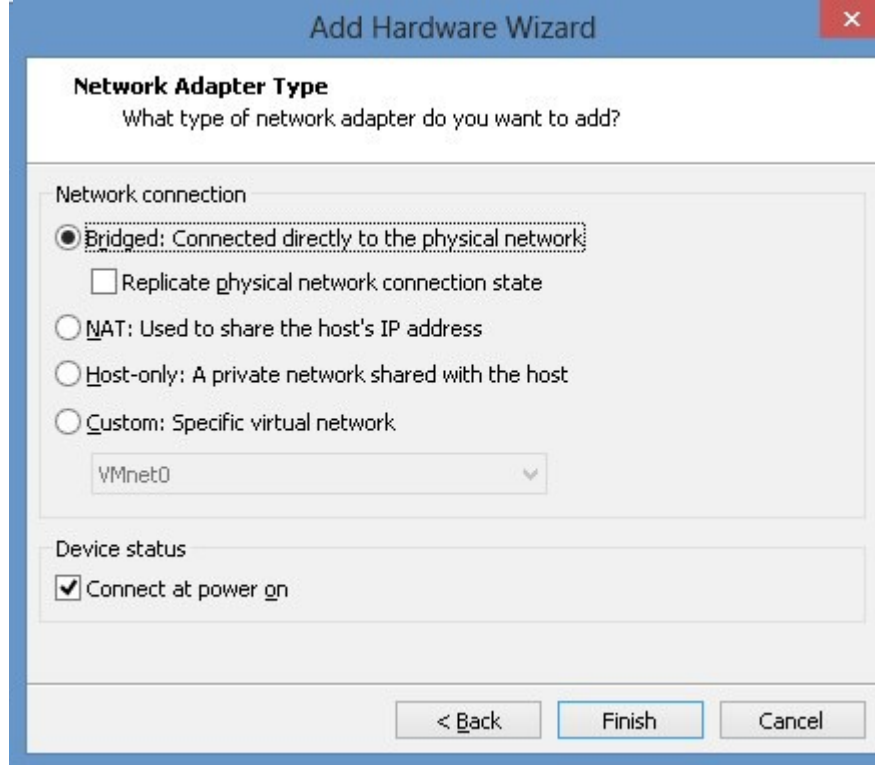 Add Hardware Wizard
Network Adapter Type
What type of network adapter do you want to add?
Network connection
Bridged: Connected directly to the physical network
Replicate physical network connection state
NAT: Used to share the host's IP address
Host-only: A private network shared with the host
Custom: Specific virtual network
VMnet0
Device status
Connect at power on
< Back Finish Cancel